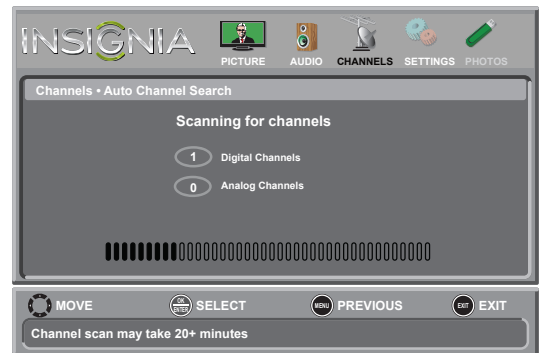 INSIGNIA
PICTURE AUDIO CHANNELS SETTINGS PHOTOS
Channels • Auto Channel Search
Scanning for channels
1 Digital Channels
0 Analog Channels
MOVE OK ENTER SELECT MENU PREVIOUS EXIT EXIT
Channel scan may take 20+ minutes